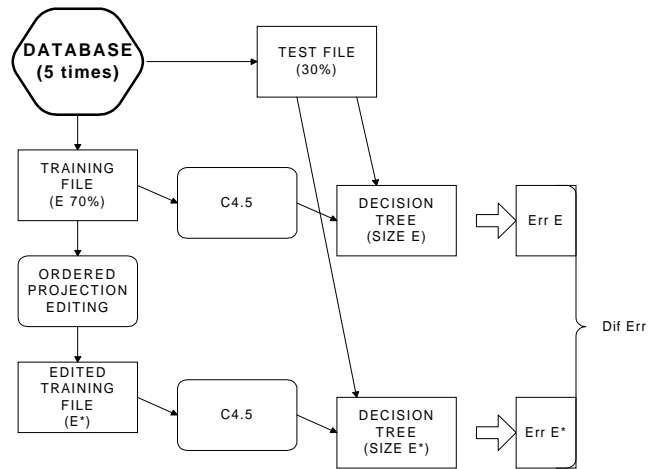 DATABASE
(5 times)
TEST FILE
(30%)
TRAINING
FILE
(E 70%)
C4.5
DECISION
TREE
(SIZE E)
Err E
ORDERED
PROJECTION
EDITING
Dif Err
EDITED
TRAINING
FILE
(E*)
C4.5
DECISION
TREE
(SIZE E*)
Err E*